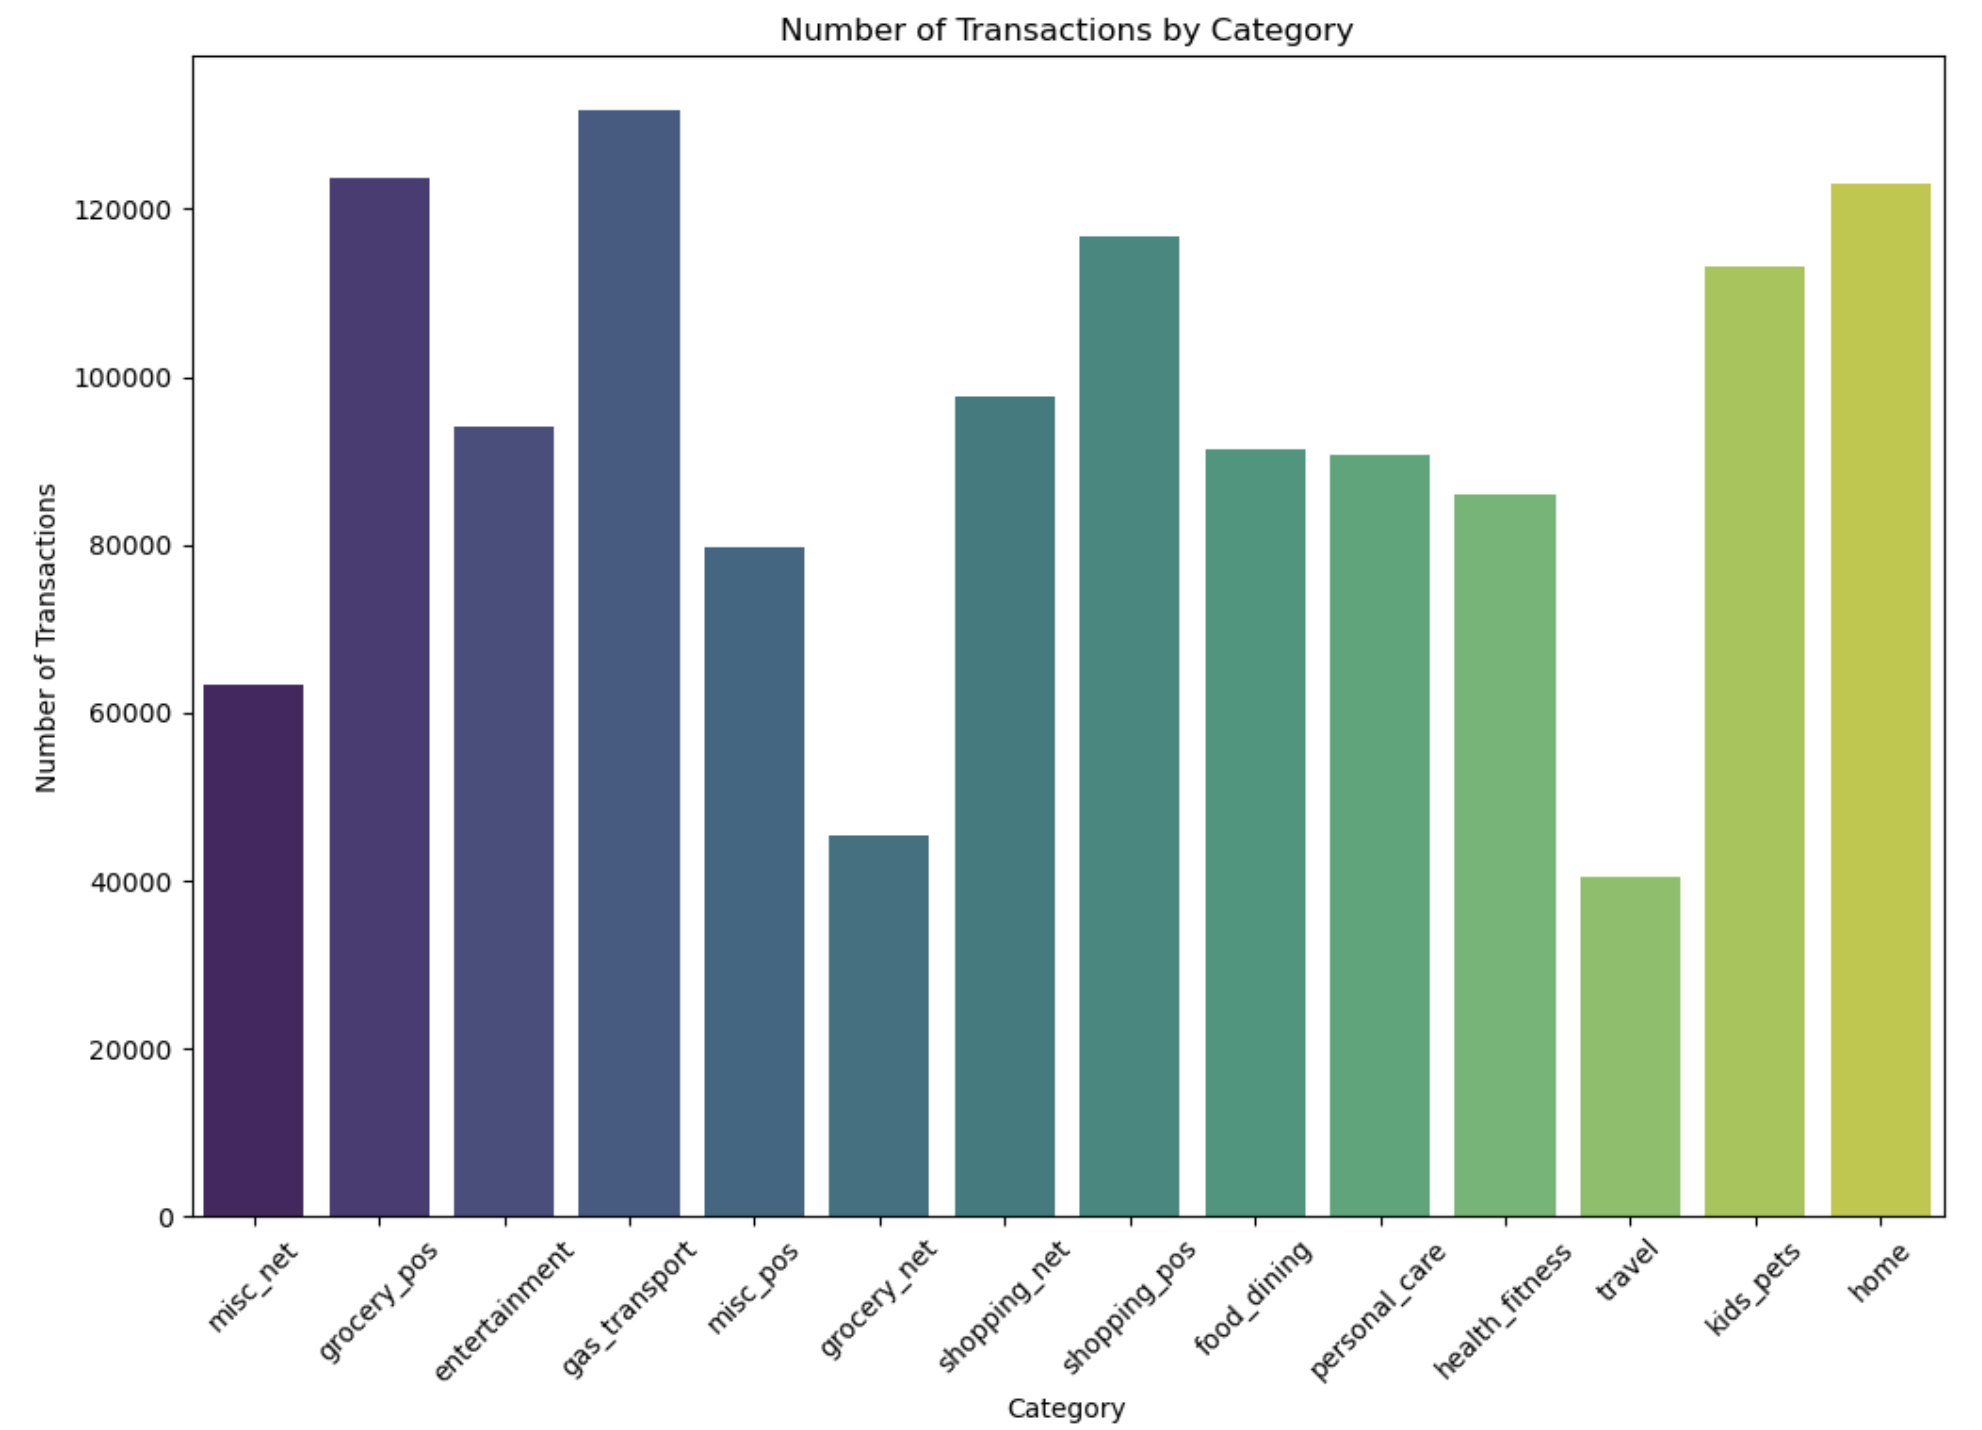 Number of Transactions by Category
Number of Transactions
120000
100000
80000
60000
40000
20000
0
misc_net
grocery_pos
entertainment
gas_transport
misc_pos
grocery_net
shopping_net
shopping_pos
food_dining
personal_care
health_fitness
travel
kids_pets
home
Category